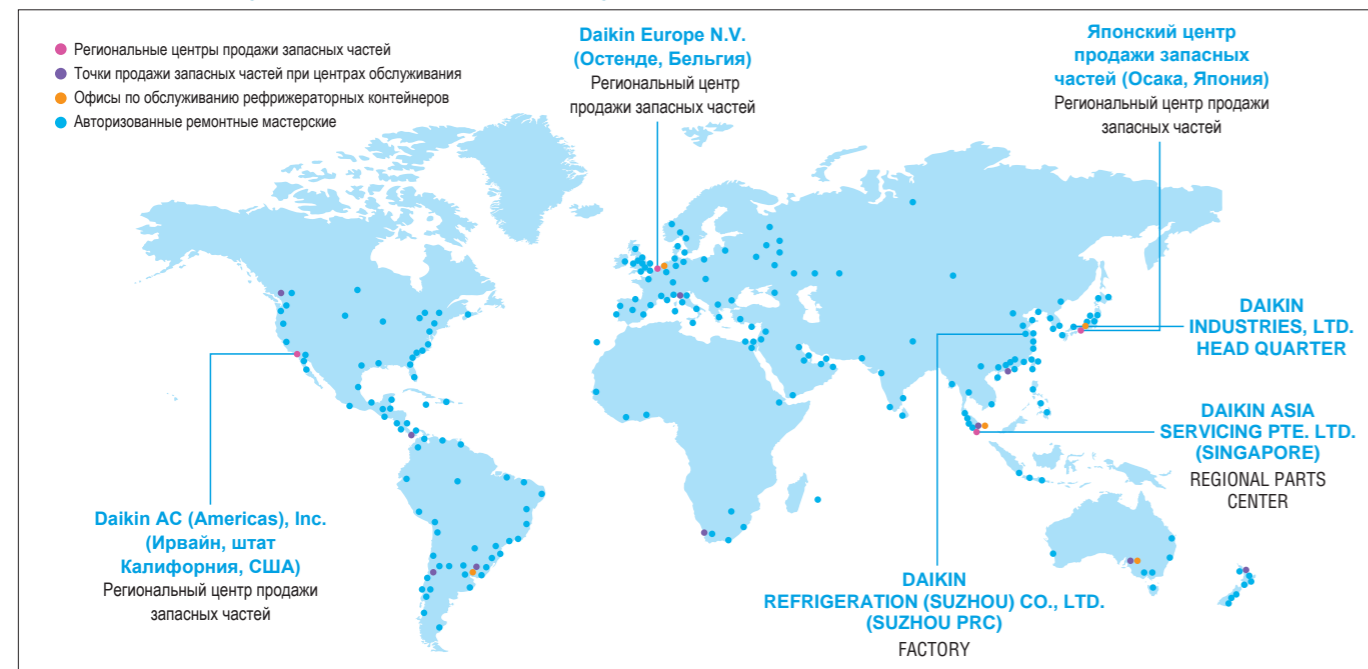 Региональные центры продажи запасных частей
Точки продажи запасных частей при центрах обслуживания
Офисы по обслуживанию рефрижераторных контейнеров
Авторизованные ремонтные мастерские
Daikin Europe N.V.
(Остенде, Бельгия)
Региональный центр
продажи запасных частей
Японский центр
продажи запасных
частей (Осака, Япония)
Региональный центр продажи
запасных частей
DAIKIN
INDUSTRIES, LTD.
HEAD QUARTER
DAIKIN ASIA
SERVICING PTE. LTD.
(SINGAPORE)
REGIONAL PARTS
CENTER
Daikin AC (Americas), Inc.
(Ирвайн, штат
Калифорния, США)
Региональный центр продажи
запасных частей
DAIKIN
REFRIGERATION (SUZHOU) CO., LTD.
(SUZHOU PRC)
FACTORY